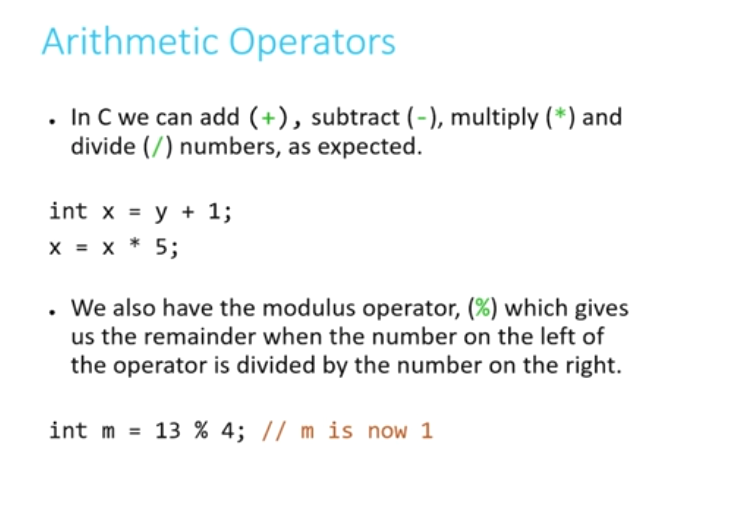 Arithmetic Operators
• In C we can add (+), subtract (-), multiply (*) and
divide (/) numbers, as expected.
int x = y + 1;
x = x * 5;
• We also have the modulus operator, (%) which gives
us the remainder when the number on the left of
the operator is divided by the number on the right.
int m = 13 % 4; // m is now 1